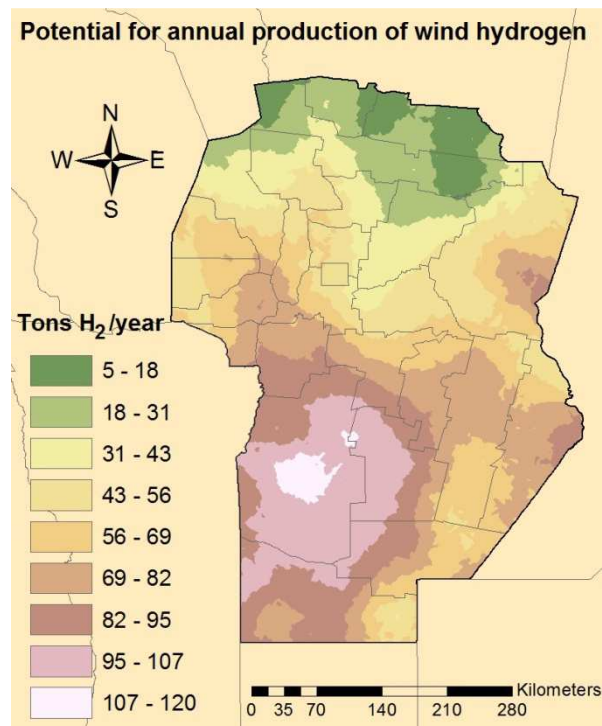 Potential for annual production of wind hydrogen
N
W E
S
Tons H₂/year
5 - 18
18 - 31
31 - 43
43 - 56
56 - 69
69 - 82
82 - 95
95 - 107
107 - 120
Kilometers
0 35 70 140 210 280